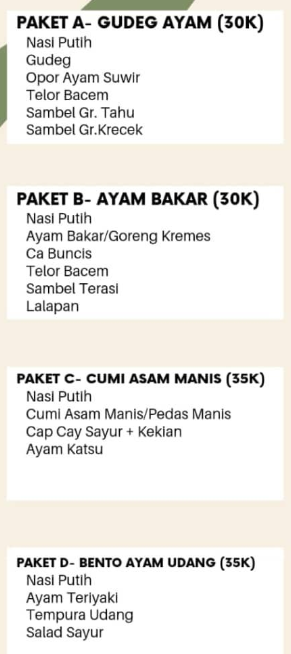 PAKET A- GUDEG AYAM (30K)
Nasi Putih
Gudeg
Opor Ayam Suwir
Telor Bacem
Sambel Gr. Tahu
Sambel Gr.Krecek
PAKET B- AYAM BAKAR (30K)
Nasi Putih
Ayam Bakar/Goreng Kremes
Ca Buncis
Telor Bacem
Sambel Terasi
Lalapan
PAKET C- CUMI ASAM MANIS (35K)
Nasi Putih
Cumi Asam Manis/Pedas Manis
Cap Cay Sayur + Kekian
Ayam Katsu
PAKET D- BENTO AYAM UDANG (35K)
Nasi Putih
Ayam Teriyaki
Tempura Udang
Salad Sayur